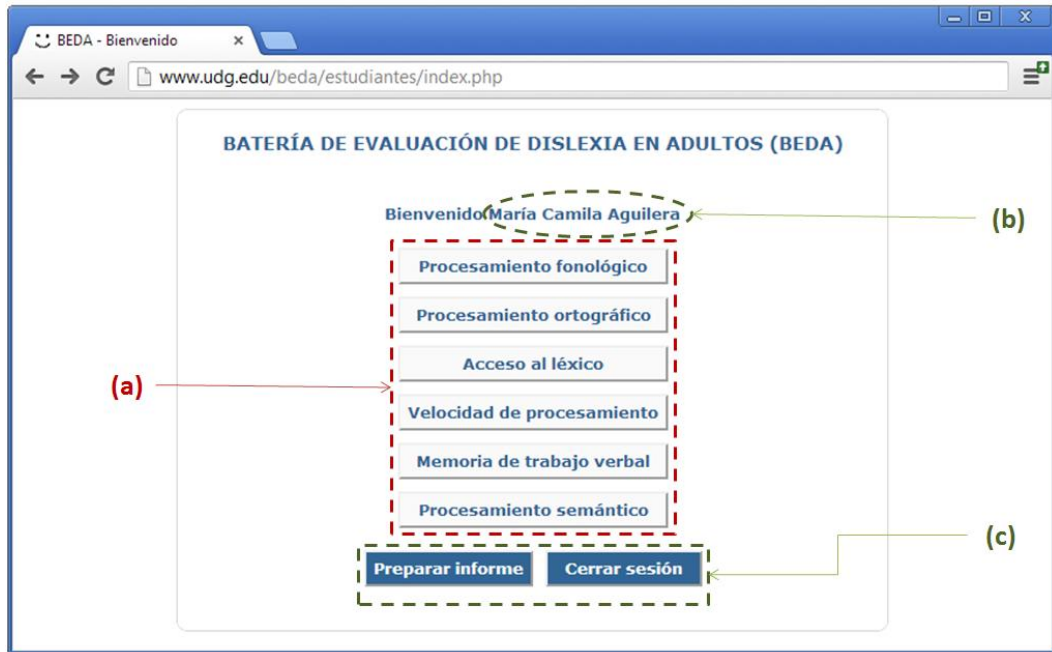 BEDA - Bienvenido
www.udg.edu/beda/estudiantes/index.php
BATERÍA DE EVALUACIÓN DE DISLEXIA EN ADULTOS (BEDA)
Bienvenido María Camila Aguilera
(b)
Procesamiento fonológico
Procesamiento ortográfico
Acceso al léxico
(a)
Velocidad de procesamiento
Memoria de trabajo verbal
Procesamiento semántico
(c)
Preparar informe Cerrar sesión